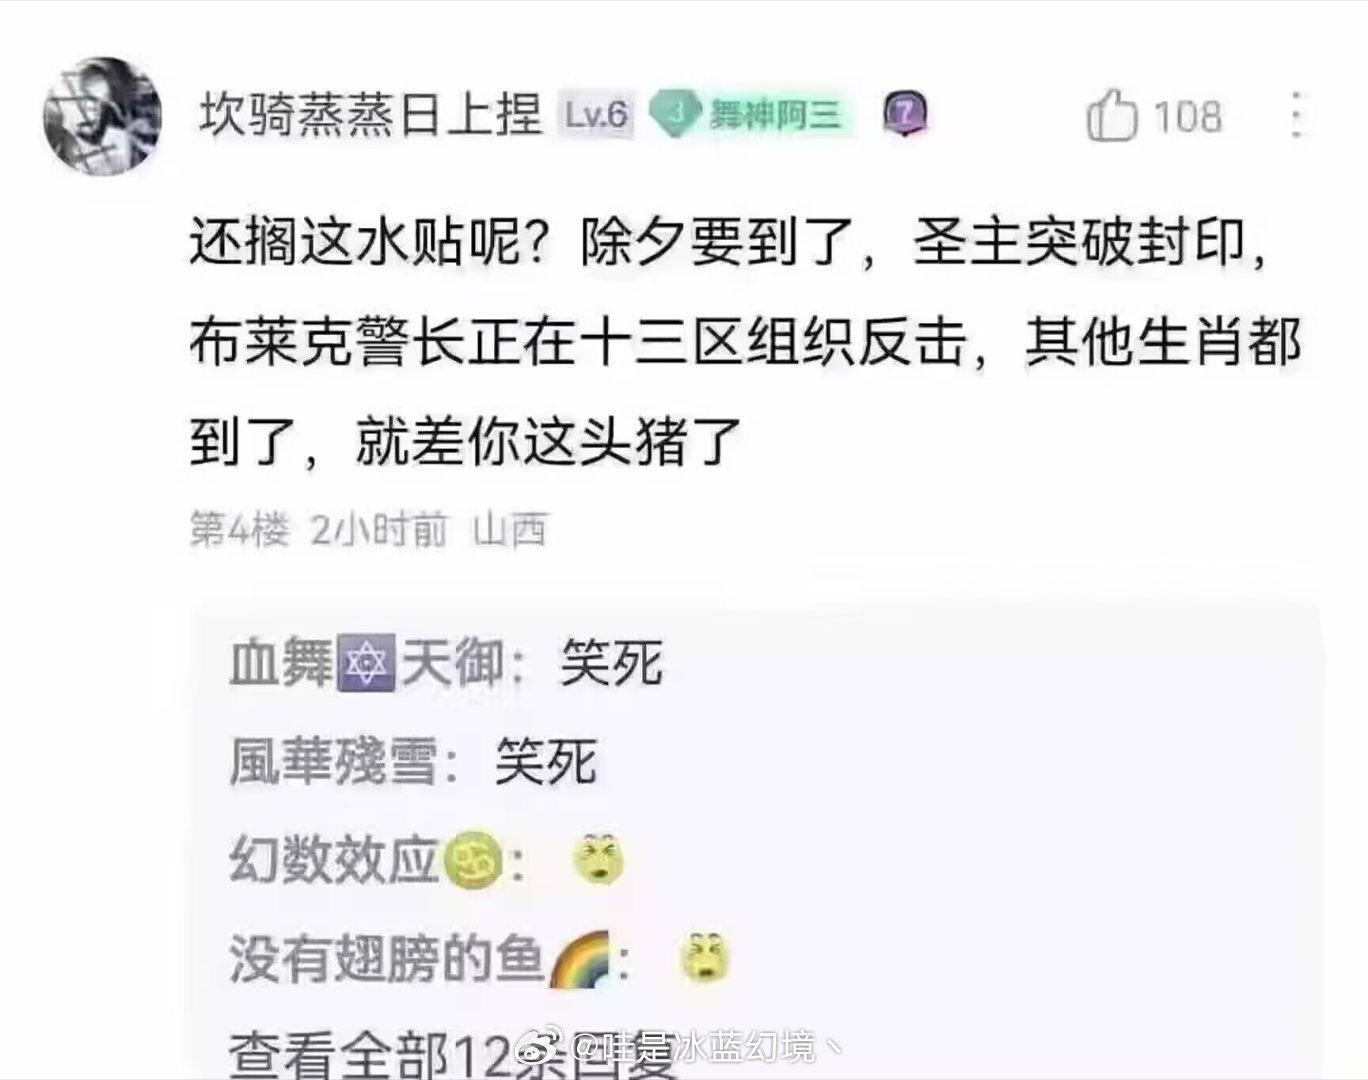 坎骑蒸蒸日上捏 Lv.6 3 舞神阿三 7 108
还搁这水贴呢？除夕要到了，圣主突破封印，
布莱克警长正在十三区组织反击，其他生肖都
到了，就差你这头猪了
第4楼 2小时前 山西
血舞🔯天御：笑死
風華殘雪：笑死
幻数效应♋：
没有翅膀的鱼🌈：
查看全部12条回复
@哇是冰蓝幻境丶